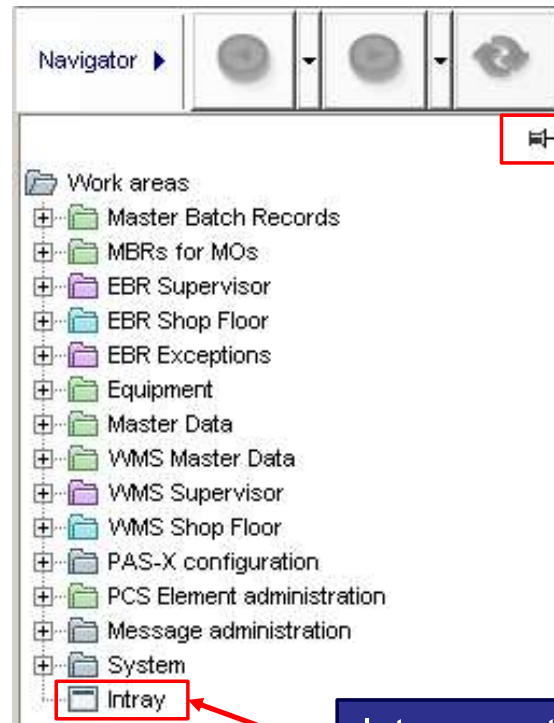 Navigator
Work areas
Master Batch Records
MBRs for MOs
EBR Supervisor
EBR Shop Floor
EBR Exceptions
Equipment
Master Data
WMS Master Data
WMS Supervisor
WMS Shop Floor
PAS-X configuration
PCS Element administration
Message administration
System
Intray